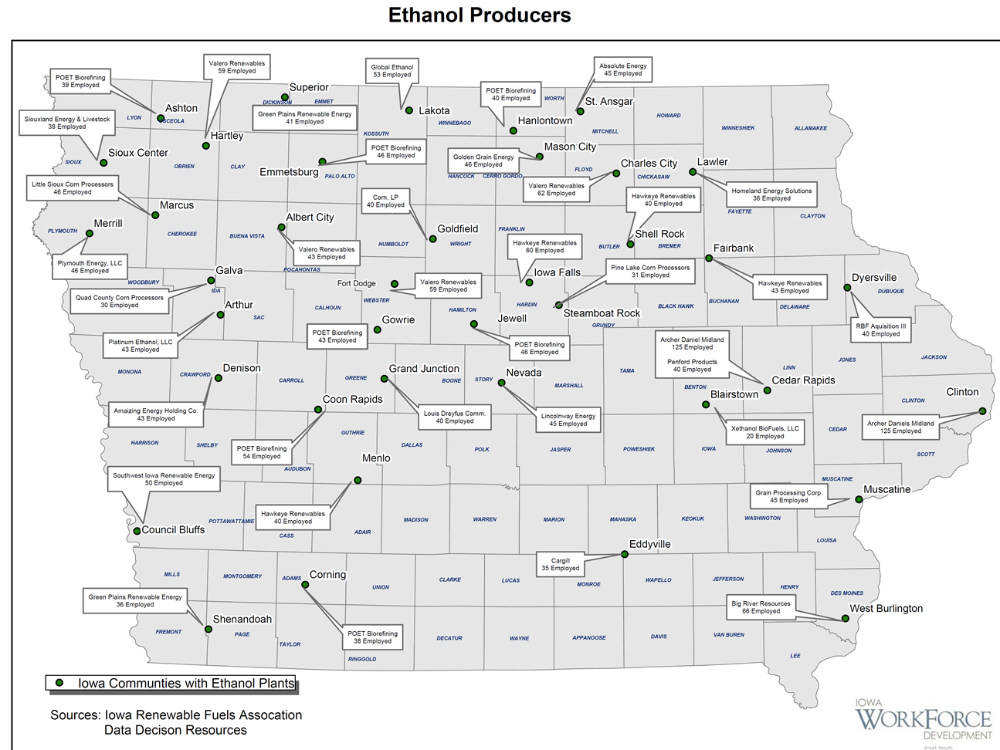 Ethanol Producers
Valero Renewables
59 Employed
POET Biorefining
39 Employed
Global Ethanol
53 Employed
Absolute Energy
45 Employed
POET Biorefining
40 Employed
Superior
DICKINSON
EMMET
WORTH
St. Ansgar
Ashton
LYON
OSCEOLA
Green Plains Renewable Energy
41 Employed
Lakota
WINNEBAGO
Hanlontown
HOWARD
WINNESHIEK
ALLAMAKEE
Siouxland Energy & Livestock
38 Employed
Hartley
KOSSUTH
MITCHELL
Sioux Center
SIOUX
OBRIEN
CLAY
POET Biorefining
46 Employed
Emmetsburg
PALO ALTO
Mason City
Golden Grain Energy
46 Employed
HANCOCK
CERRO GORDO
FLOYD
Charles City
CHICKASAW
Lawler
Little Sioux Corn Processors
46 Employed
Valero Renewables
62 Employed
Homeland Energy Solutions
36 Employed
Corn, LP
40 Employed
Hawkeye Renewables
40 Employed
Marcus
Albert City
FAYETTE
CLAYTON
Merrill
PLYMOUTH
CHEROKEE
BUENA VISTA
Goldfield
HUMBOLDT
WRIGHT
FRANKLIN
Shell Rock
BUTLER
BREMER
Fairbank
Hawkeye Renewables
60 Employed
Valero Renewables
43 Employed
Plymouth Energy, LLC
46 Employed
POCAHONTAS
Galva
Iowa Falls
Pine Lake Corn Processors
31 Employed
Dyersville
DUBUQUE
WOODBURY
IDA
Fort Dodge
Valero Renewables
59 Employed
Hawkeye Renewables
43 Employed
Quad County Corn Processors
30 Employed
WEBSTER
Arthur
SAC
CALHOUN
HAMILTON
HARDIN
Steamboat Rock
GRUNDY
BLACK HAWK
BUCHANAN
DELAWARE
Gowrie
Jewell
RBF Aquisition III
40 Employed
POET Biorefining
43 Employed
Platinum Ethanol, LLC
43 Employed
POET Biorefining
46 Employed
Archer Daniel Midland
125 Employed
Penford Products
40 Employed
Denison
MONONA
CRAWFORD
CARROLL
GREENE
Grand Junction
BOONE
STORY
Nevada
MARSHALL
TAMA
BENTON
LINN
JONES
JACKSON
Cedar Rapids
Blairstown
Coon Rapids
Clinton
CLINTON
Amaizing Energy Holding Co.
43 Employed
Louis Dreyfus Comm.
40 Employed
Lincolnway Energy
45 Employed
Xethanol BioFuels, LLC
20 Employed
Archer Daniels Midland
125 Employed
CEDAR
HARRISON
SHELBY
POET Biorefining
54 Employed
GUTHRIE
DALLAS
POLK
JASPER
POWESHIEK
IOWA
JOHNSON
SCOTT
AUDUBON
Menlo
Southwest Iowa Renewable Energy
50 Employed
MUSCATINE
Muscatine
Grain Processing Corp.
45 Employed
Hawkeye Renewables
40 Employed
POTTAWATTAMIE
Council Bluffs
CASS
ADAIR
MADISON
WARREN
MARION
MAHASKA
KEOKUK
WASHINGTON
LOUISA
Eddyville
Cargill
35 Employed
MILLS
MONTGOMERY
ADAMS
Corning
UNION
CLARKE
LUCAS
MONROE
WAPELLO
JEFFERSON
HENRY
DES MOINES
Green Plains Renewable Energy
36 Employed
Big River Resources
66 Employed
West Burlington
Shenandoah
FREMONT
PAGE
TAYLOR
POET Biorefining
38 Employed
RINGGOLD
DECATUR
WAYNE
APPANOOSE
DAVIS
VAN BUREN
LEE
Iowa Communties with Ethanol Plants
Sources: Iowa Renewable Fuels Assocation
Data Decison Resources
IOWA
WORKFORCE
DEVELOPMENT
Smart. Results.